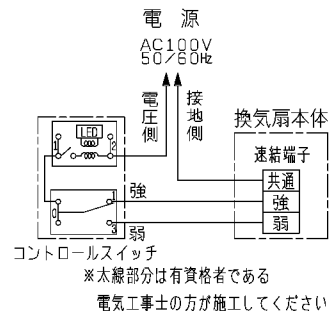 電源
AC100V
50/60Hz
電圧側
接地側
換気扇本体
速結端子
共通
強
弱
LED
1
2
0
1
3
強
弱
コントロールスイッチ
※太線部分は有資格者である
電気工事士の方が施工してください